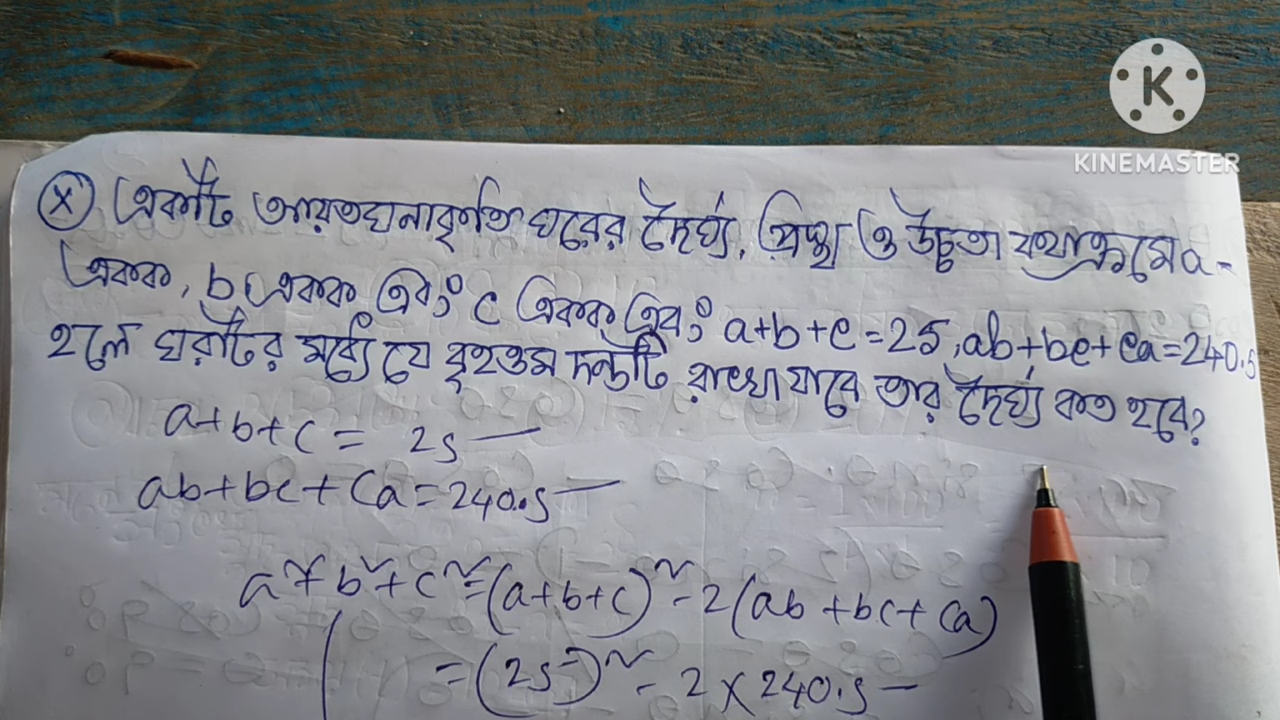 KINEMASTER
(x) একটি আয়তঘনাকৃতি ঘরের দৈর্ঘ্য, প্রস্থ ও উচ্চতা যথাক্রমে a-
একক, b একক এবং c একক এবং a+b+c=25, ab+bc+ca=240.5
হলে ঘরটির মধ্যে যে বৃহত্তম দন্ডটি রাখা যাবে তার দৈর্ঘ্য কত হবে?
a+b+c = 25
ab+bc+ca=240.5
a²+b²+c²=(a+b+c)²-2(ab+bc+ca)
=(25)²-2×240.5